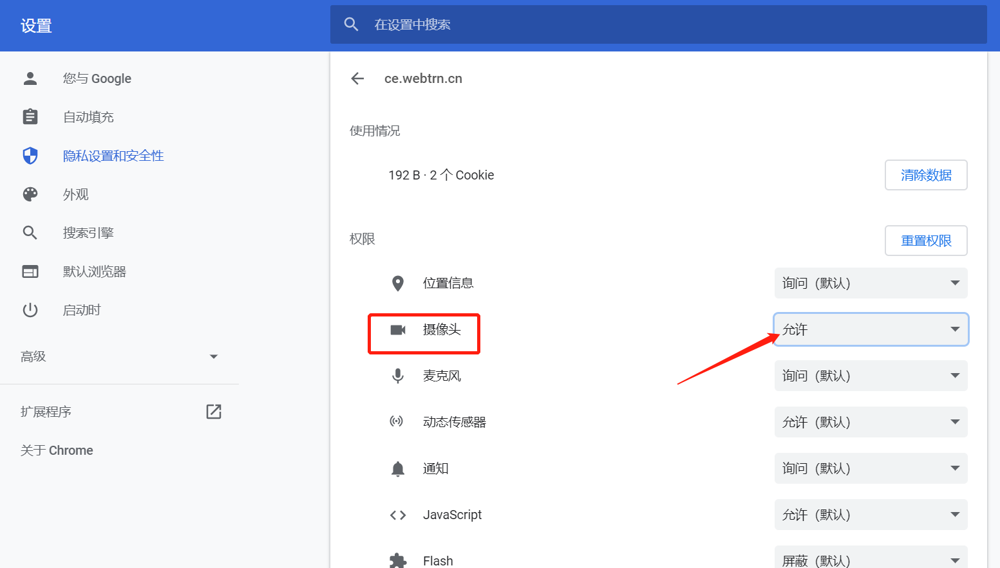 设置
在设置中搜索
您与 Google
自动填充
隐私设置和安全性
外观
搜索引擎
默认浏览器
启动时
高级
扩展程序
关于 Chrome
ce.webtrn.cn
使用情况
192 B · 2 个 Cookie
清除数据
权限
重置权限
位置信息
询问（默认）
摄像头
允许
麦克风
询问（默认）
动态传感器
允许（默认）
通知
询问（默认）
JavaScript
允许（默认）
Flash
屏蔽（默认）